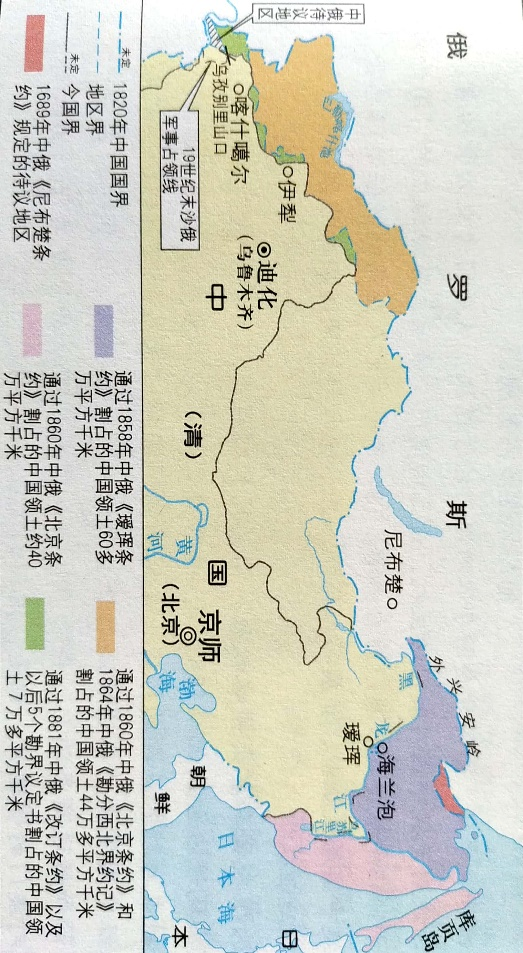 俄
罗
斯
中俄待议地区
乌孜别里山口
喀什噶尔
伊犁
19世纪末沙俄
军事占领线
迪化
(乌鲁木齐)
中
(清)
国
黄
河
尼布楚
京师
(北京)
渤
海
外
兴
安
岭
黑
龙
江
瑷珲
海兰泡
朝
鲜
日本海
日
本
库页岛
未定
1820年中国国界
地区界
未定
今国界
1689年中俄《尼布楚条
约》规定的待议地区
通过1858年中俄《瑷珲条
约》割占的中国领土60多
万平方千米
通过1860年中俄《北京条
约》割占的中国领土约40
万平方千米
通过1860年中俄《北京条约》和
1864年中俄《勘分西北界约记》
割占的中国领土44万多平方千米
通过1881年中俄《改订条约》以及
以后5个勘界议定书割占的中国领
土7万多平方千米